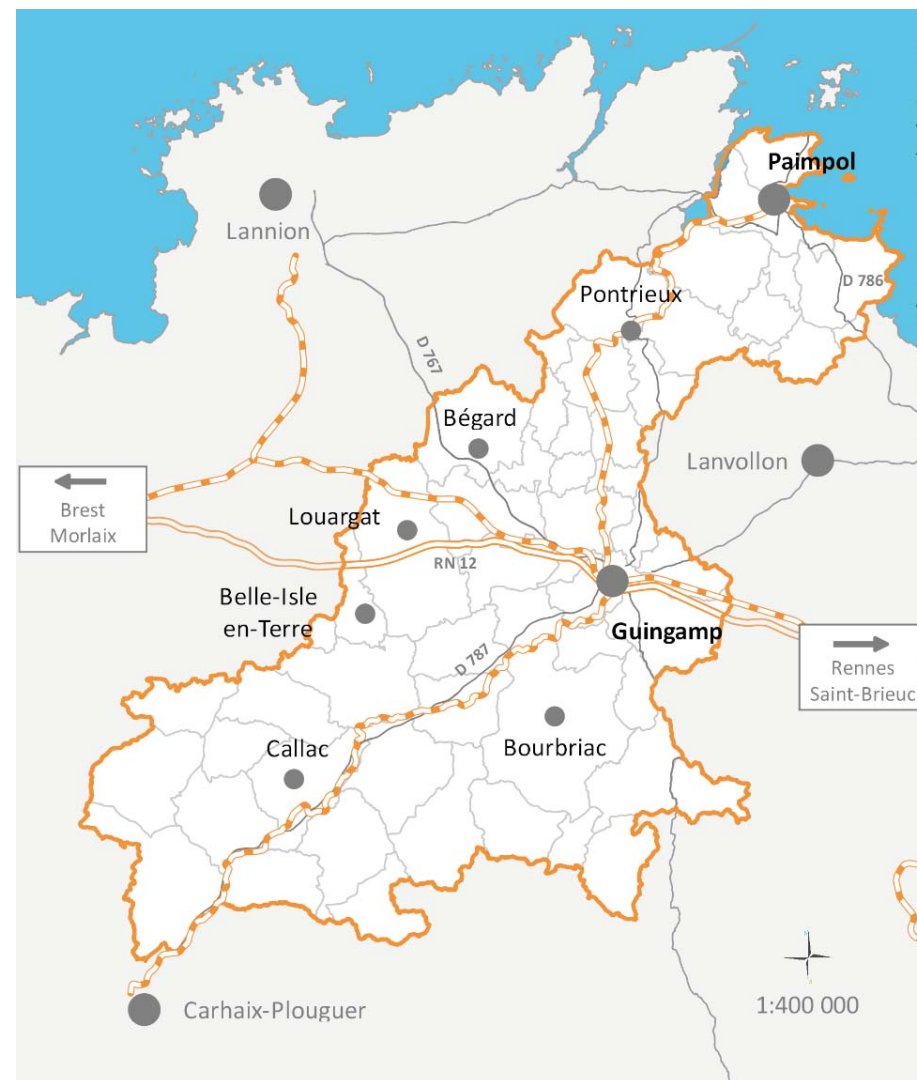 Paimpol
Lannion
D 786
Pontrieux
D 767
Bégard
Lanvollon
Brest
Morlaix
Louargat
RN 12
Belle-Isle
en-Terre
Guingamp
D 787
Rennes
Saint-Brieuc
Callac
Bourbriac
Carhaix-Plouguer
1:400 000